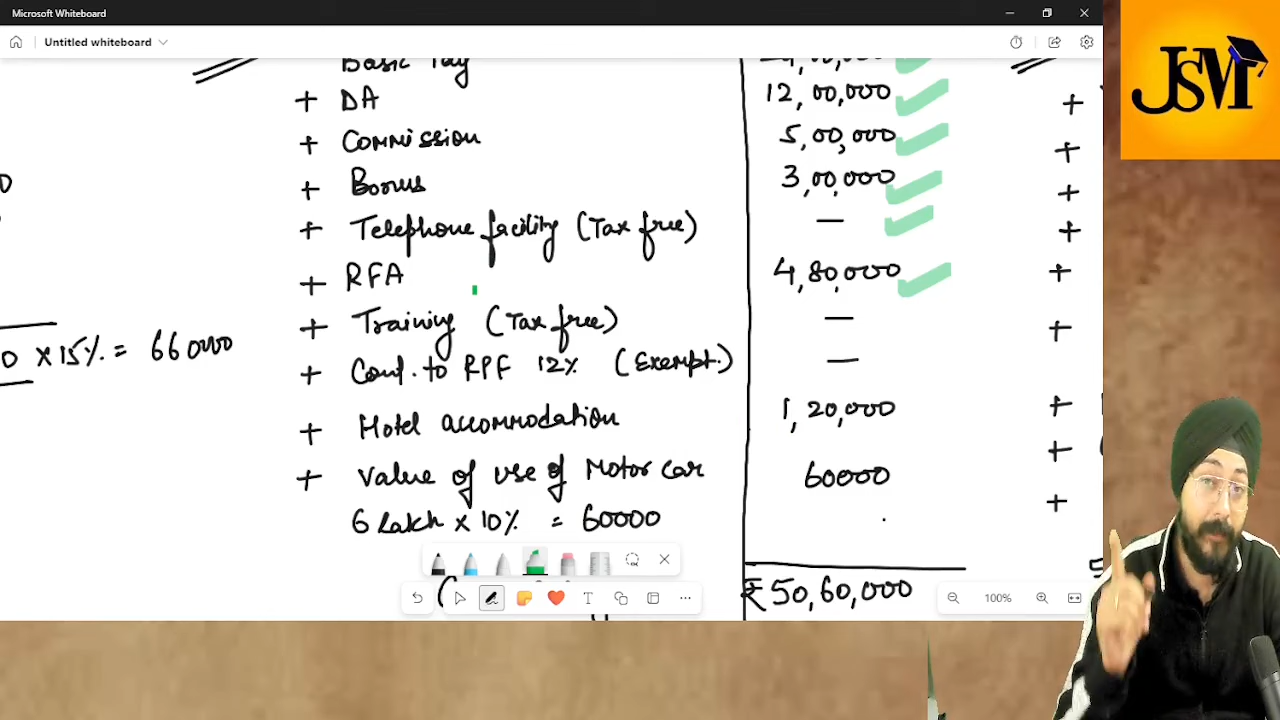 Microsoft Whiteboard
Untitled whiteboard
Basic Pay
+ DA 12,00,000 +
+ Commission 5,00,000 +
+ Bonus 3,00,000 +
+ Telephone facility (Tax free) — +
+ RFA 4,80,000 +
+ Training (Tax free) — +
0 x 15% = 66000
+ Cont. to RPF 12% (Exempt.) —
+ Hotel accommodation 1,20,000 +
+ Value of use of Motor car 60000 +
6 Lakh x 10% = 60000 +
₹50,60,000
100%
JSM